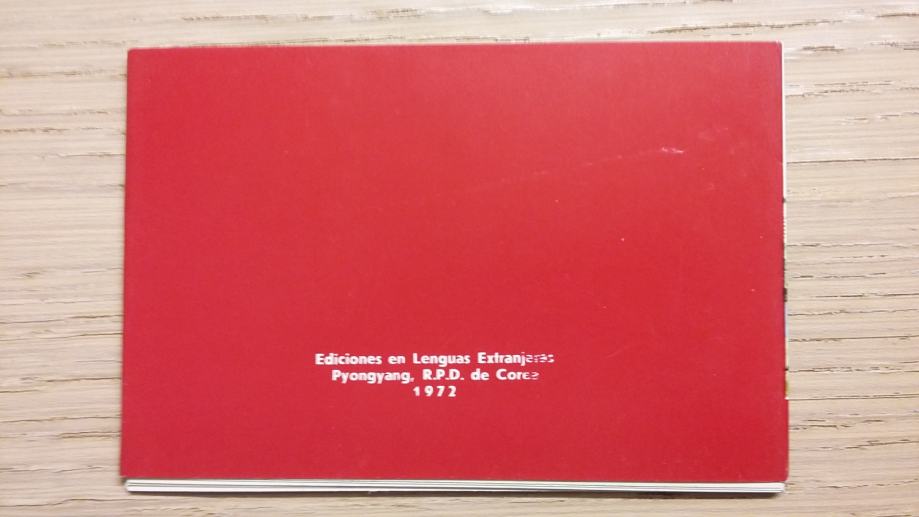 Ediciones en Lenguas Extranjeras
Pyongyang, R.P.D. de Corea
1972